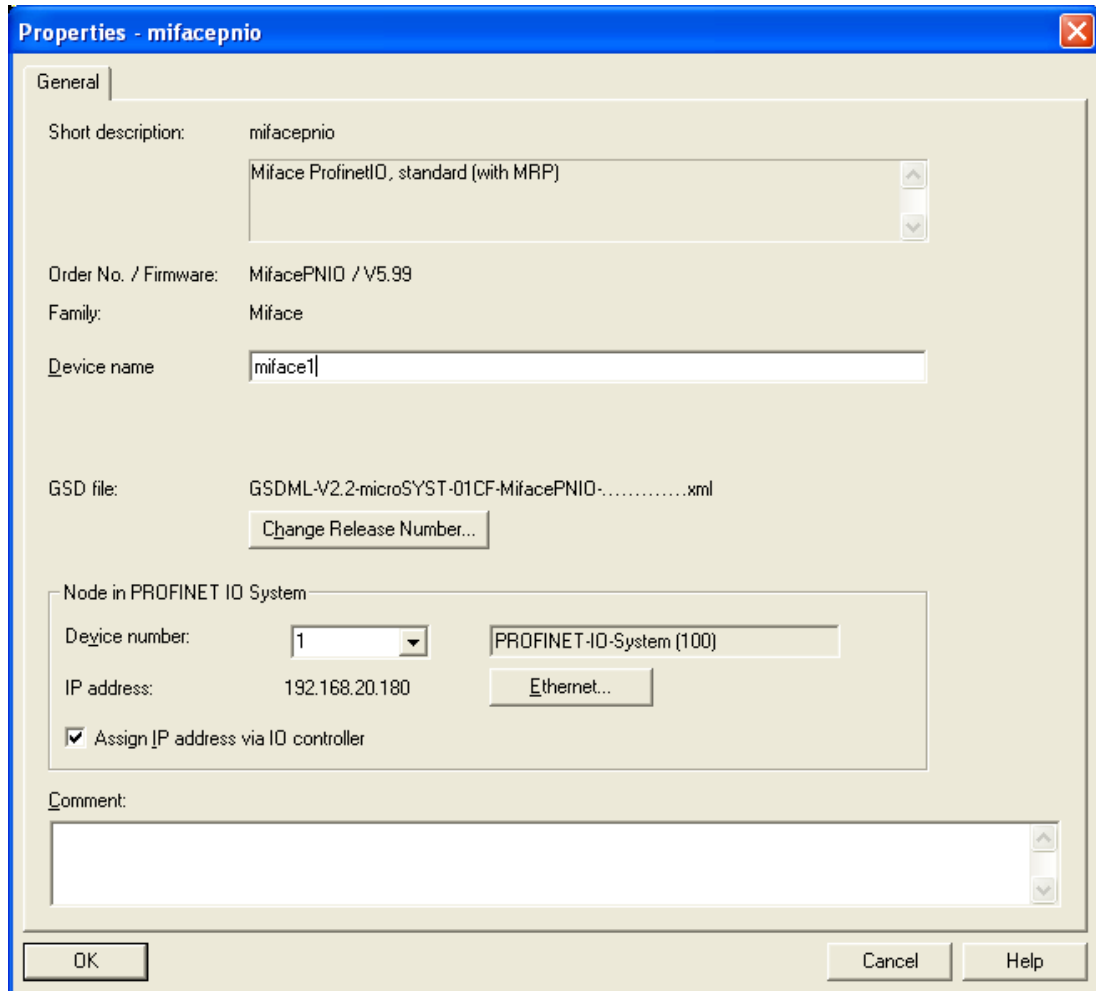 Properties - mifacepnio
General
Short description: mifacepnio
Miface ProfinetIO, standard (with MRP)
Order No. / Firmware: MifacePNIO / V5.99
Family: Miface
Device name miface1
GSD file: GSDML-V2.2-microSYST-01CF-MifacePNIO-.............xml
Change Release Number...
Node in PROFINET IO System
Device number: 1 PROFINET-IO-System (100)
IP address: 192.168.20.180 Ethernet...
Assign IP address via IO controller
Comment:
OK Cancel Help